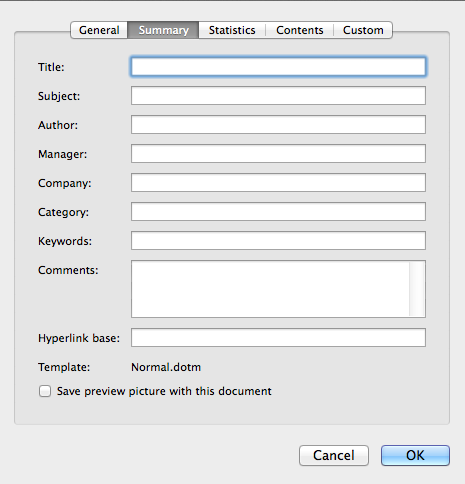 General Summary Statistics Contents Custom
Title:
Subject:
Author:
Manager:
Company:
Category:
Keywords:
Comments:
Hyperlink base:
Template: Normal.dotm
Save preview picture with this document
Cancel OK